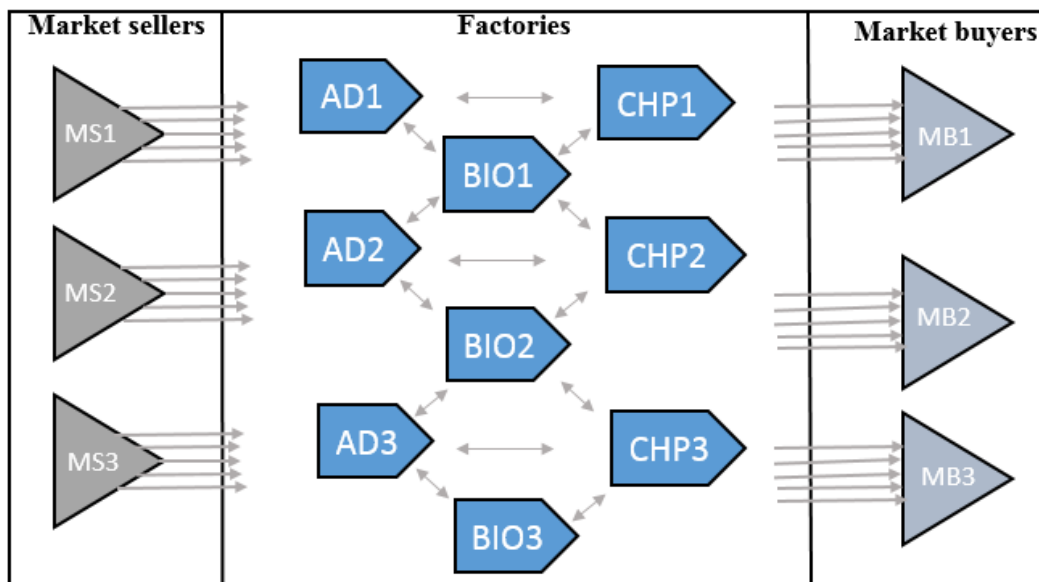 Market sellers
Factories
Market buyers
MS1
AD1
CHP1
MB1
BIO1
AD2
CHP2
MS2
MB2
BIO2
AD3
CHP3
MS3
MB3
BIO3